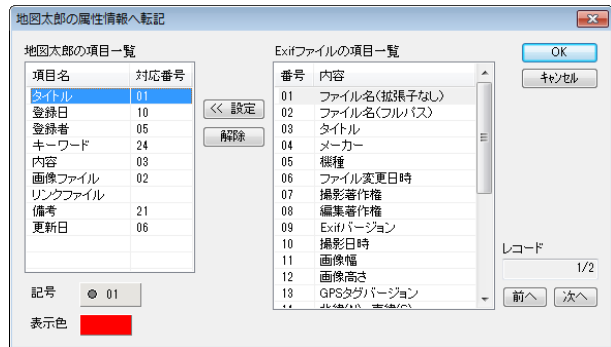 地図太郎の属性情報へ転記
地図太郎の項目一覧
項目名 対応番号
タイトル 01
登録日 10
登録者 05
キーワード 24
内容 03
画像ファイル 02
リンクファイル
備考 21
更新日 06
記号 01
表示色
<< 設定
解除
Exifファイルの項目一覧
番号 内容
01 ファイル名(拡張子なし)
02 ファイル名(フルパス)
03 タイトル
04 メーカー
05 機種
06 ファイル変更日時
07 撮影著作権
08 編集著作権
09 Exifバージョン
10 撮影日時
11 画像幅
12 画像高さ
13 GPSタグバージョン
OK
キャンセル
レコード
1/2
前へ 次へ